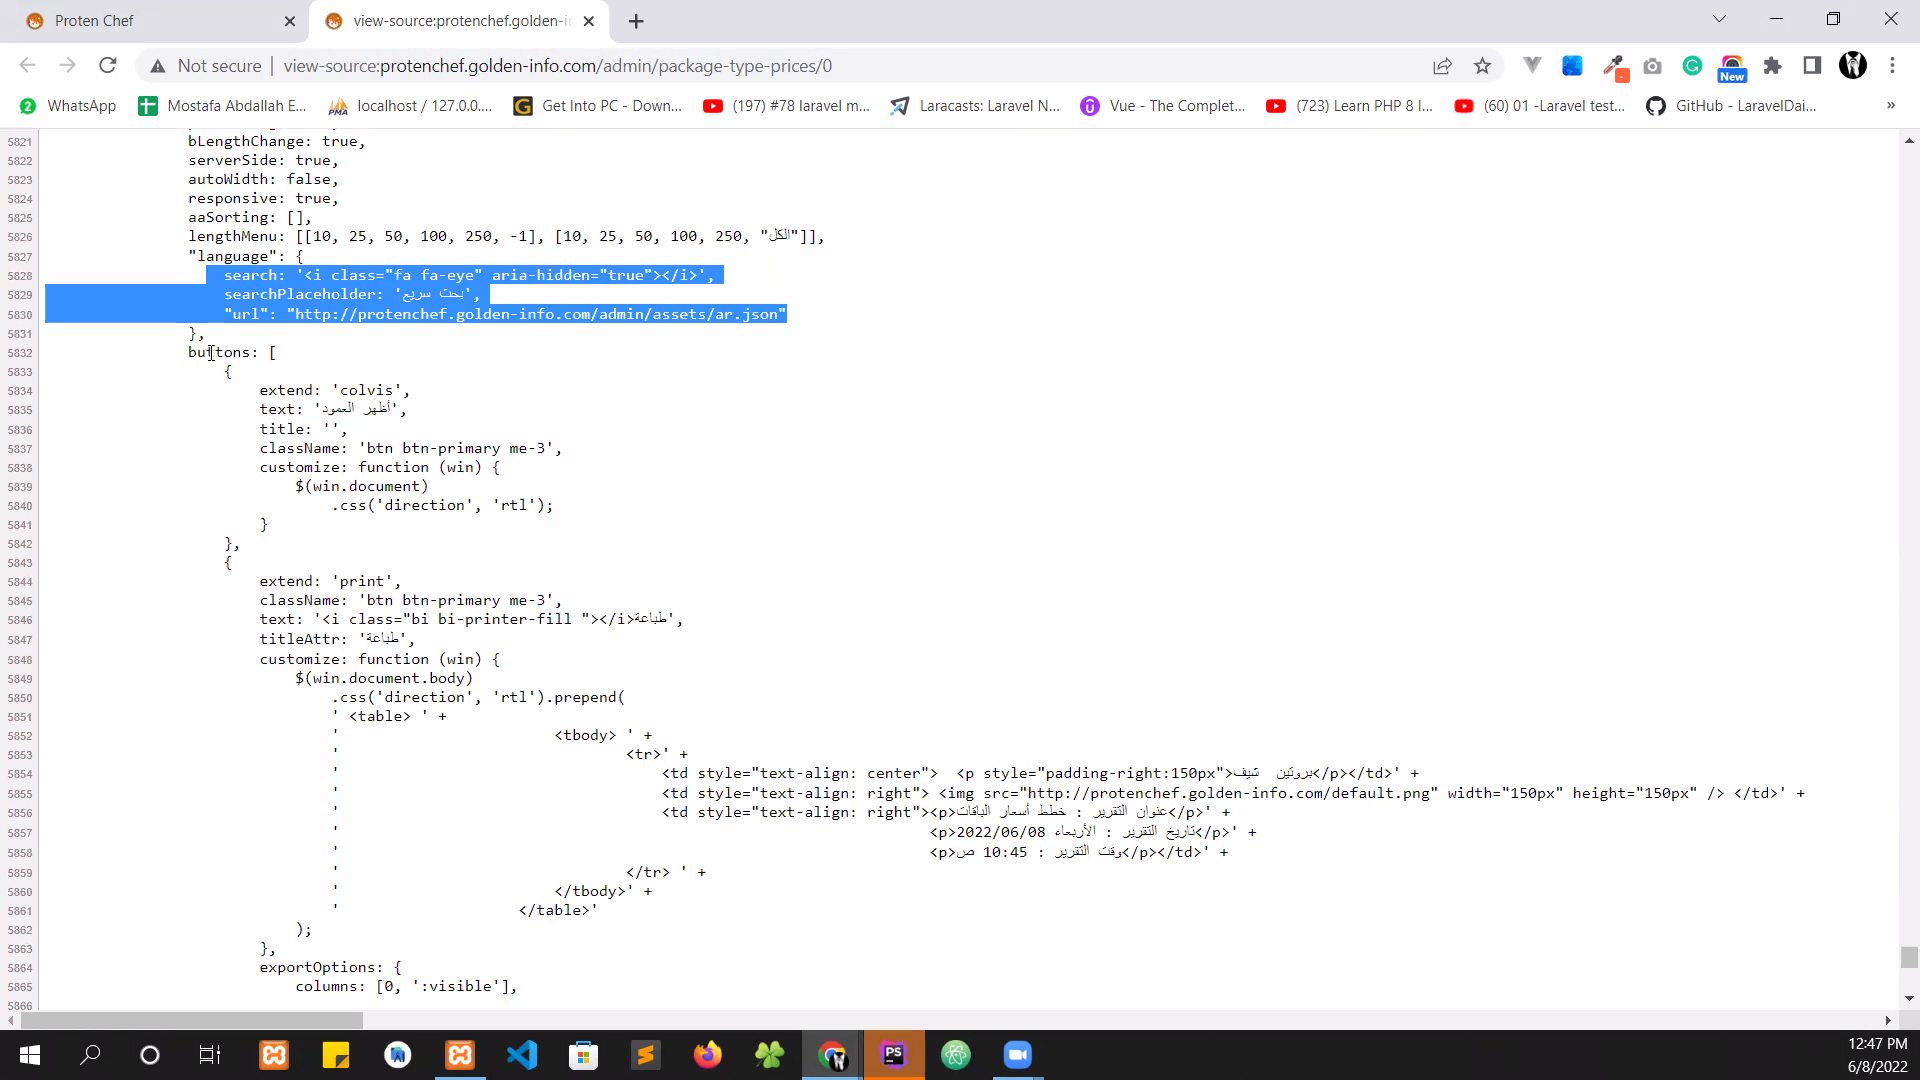 Proten Chef
view-source:protenchef.golden-i
Not secure
view-source:protenchef.golden-info.com/admin/package-type-prices/0
New
WhatsApp
Mostafa Abdallah E...
localhost / 127.0.0....
Get Into PC - Down...
(197) #78 laravel m...
Laracasts: Laravel N...
Vue - The Complet...
(723) Learn PHP 8 I...
(60) 01 -Laravel test...
GitHub - LaravelDai...
»
5821 bLengthChange: true,
5822 serverSide: true,
5823 autoWidth: false,
5824 responsive: true,
5825 aaSorting: [],
5826 lengthMenu: [[10, 25, 50, 100, 250, -1], [10, 25, 50, 100, 250, "الكل"]],
5827 "language": {
5828 search: '<i class="fa fa-eye" aria-hidden="true"></i>',
5829 searchPlaceholder: 'بحث سريع',
5830 "url": "http://protenchef.golden-info.com/admin/assets/ar.json"
5831 },
5832 buttons: [
5833 {
5834 extend: 'colvis',
5835 text: 'أظهر العمود',
5836 title: '',
5837 className: 'btn btn-primary me-3',
5838 customize: function (win) {
5839 $(win.document)
5840 .css('direction', 'rtl');
5841 }
5842 },
5843 {
5844 extend: 'print',
5845 className: 'btn btn-primary me-3',
5846 text: '<i class="bi bi-printer-fill "></i>طباعة',
5847 titleAttr: 'طباعة',
5848 customize: function (win) {
5849 $(win.document.body)
5850 .css('direction', 'rtl').prepend(
5851 ' <table> ' +
5852 ' <tbody> ' +
5853 ' <tr>' +
5854 ' <td style="text-align: center"> <p style="padding-right:150px">بروتين شيف</p></td>' +
5855 ' <td style="text-align: right"> <img src="http://protenchef.golden-info.com/default.png" width="150px" height="150px" /> </td>' +
5856 ' <td style="text-align: right"><p>عنوان التقرير : خطط أسعار الباقات</p>' +
5857 ' <p>تاريخ التقرير : الأربعاء 2022/06/08</p>' +
5858 ' <p>وقت التقرير : 10:45 ص</p></td>' +
5859 ' </tr> ' +
5860 ' </tbody>' +
5861 ' </table>'
5862 );
5863 },
5864 exportOptions: {
5865 columns: [0, ':visible'],
5866
12:47 PM
6/8/2022